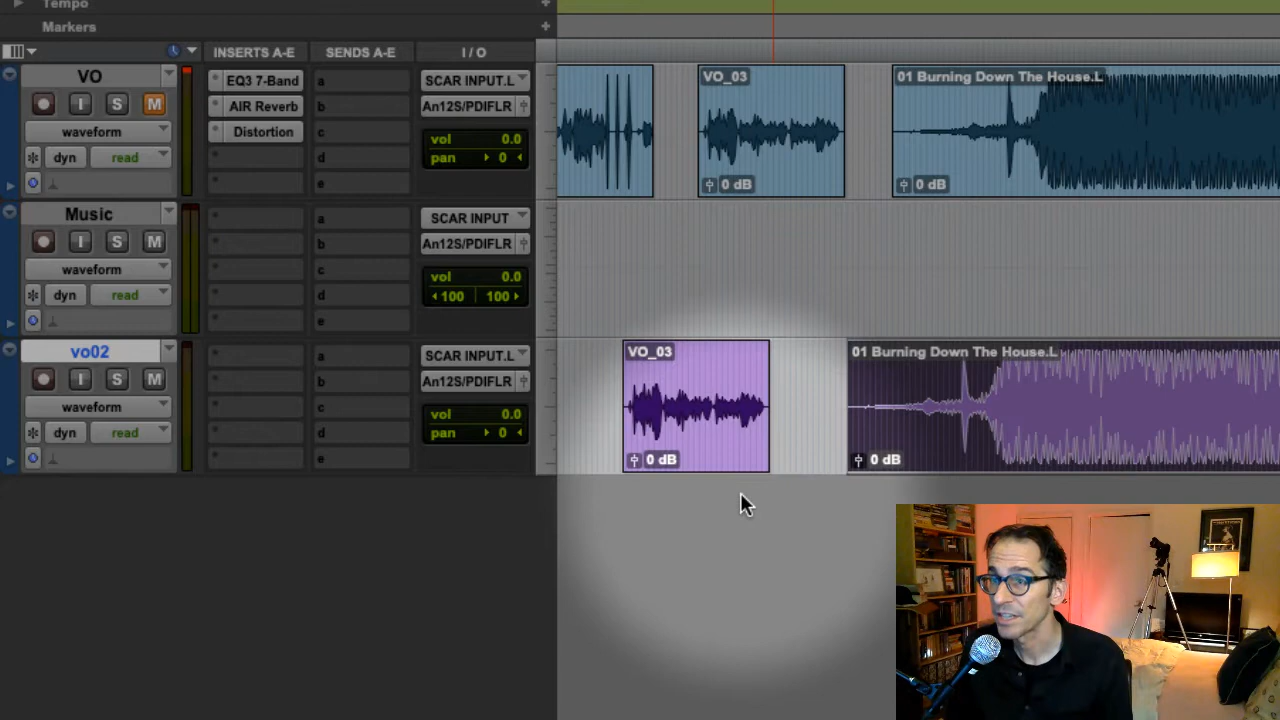 Tempo +
Markers +
INSERTS A-E SENDS A-E I / O
VO EQ3 7-Band a SCAR INPUT.L VO_03 01 Burning Down The House.L
I S M AIR Reverb b An12S/PDIFLR
waveform Distortion c vol 0.0
dyn read d pan 0 0 dB 0 dB
e
Music a SCAR INPUT
I S M b An12S/PDIFLR
waveform c vol 0.0
dyn read d 100 100
e
vo02 a SCAR INPUT.L VO_03 01 Burning Down The House.L
I S M b An12S/PDIFLR
waveform c vol 0.0
dyn read d pan 0
e 0 dB 0 dB